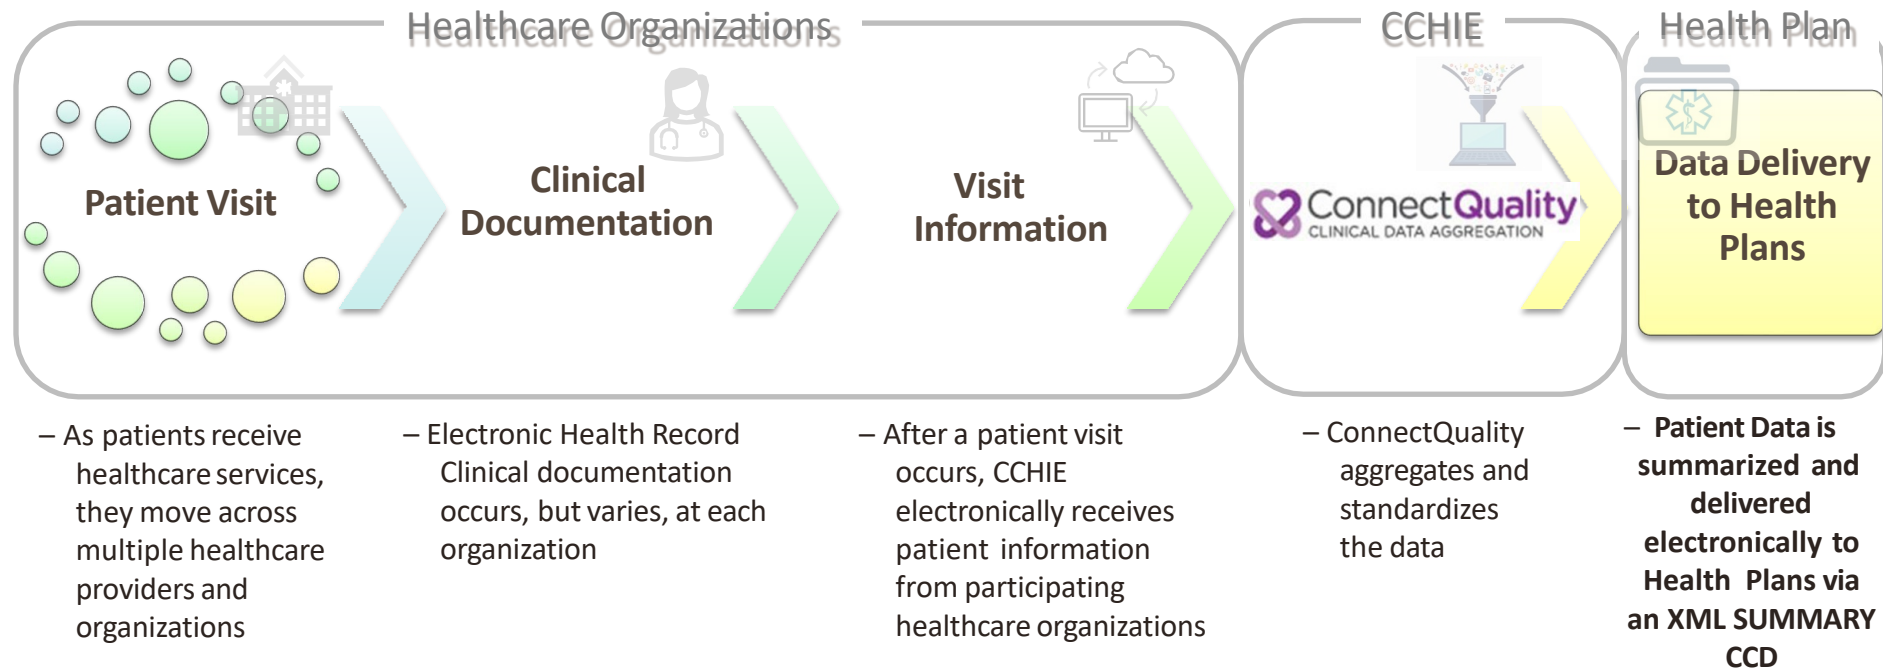 Healthcare Organizations
CCHIE
Health Plan
Patient Visit
Clinical
Documentation
Visit
Information
ConnectQuality
CLINICAL DATA AGGREGATION
Data Delivery
to Health
Plans
– As patients receive
healthcare services,
they move across
multiple healthcare
providers and
organizations
– Electronic Health Record
Clinical documentation
occurs, but varies, at each
organization
– After a patient visit
occurs, CCHIE
electronically receives
patient information
from participating
healthcare organizations
– ConnectQuality
aggregates and
standardizes
the data
– Patient Data is
summarized and
delivered
electronically to
Health Plans via
an XML SUMMARY
CCD